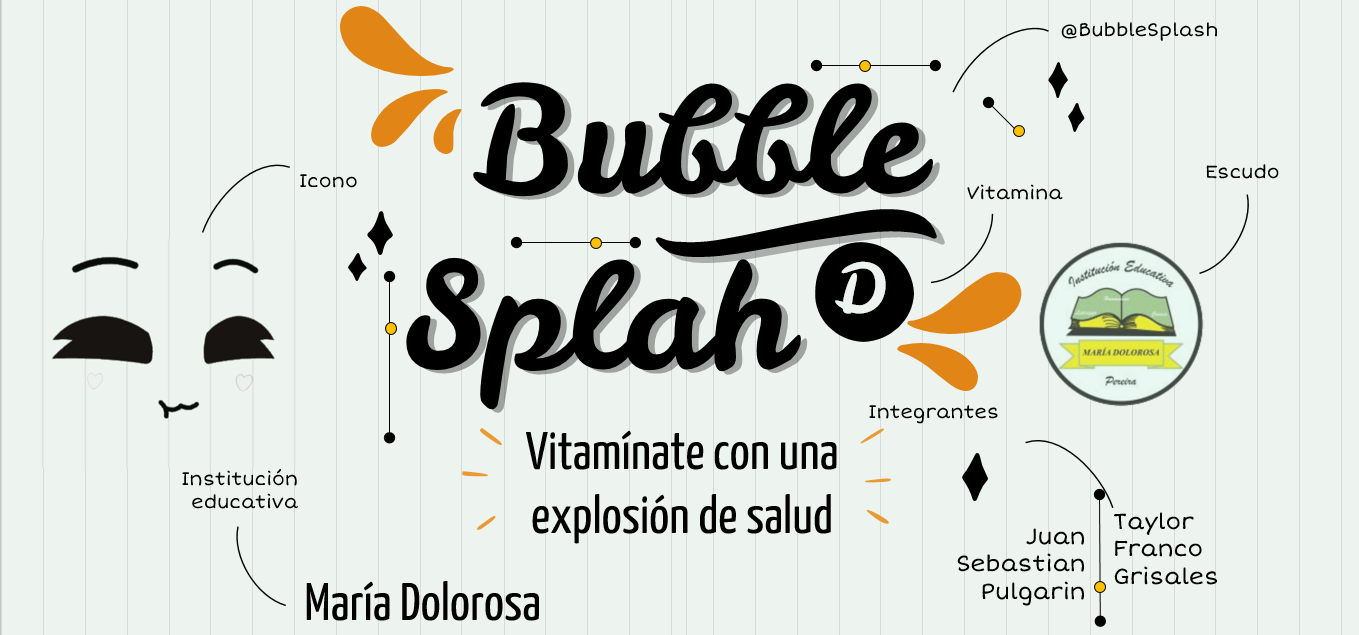 @BubbleSplash
Bubble
Icono
Vitamina
Escudo
Splah
D
Institución Educativa
MARÍA DOLOROSA
Pereira
Integrantes
Vitamínate con una
explosión de salud
Institución
educativa
María Dolorosa
Juan
Sebastian
Pulgarin
Taylor
Franco
Grisales